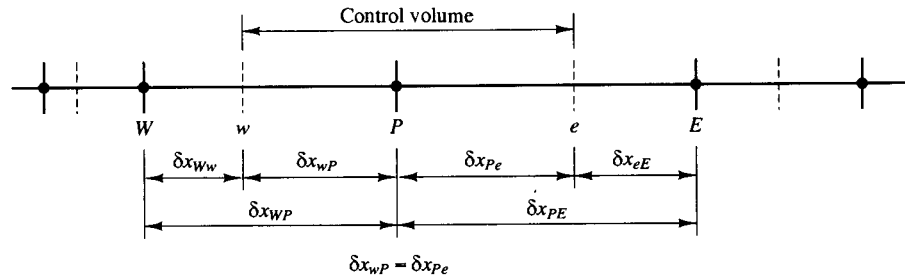 Control volume
W w P e E
δx_Ww δx_wP δx_Pe δx_eE
δx_WP δx_PE
δx_wP = δx_Pe